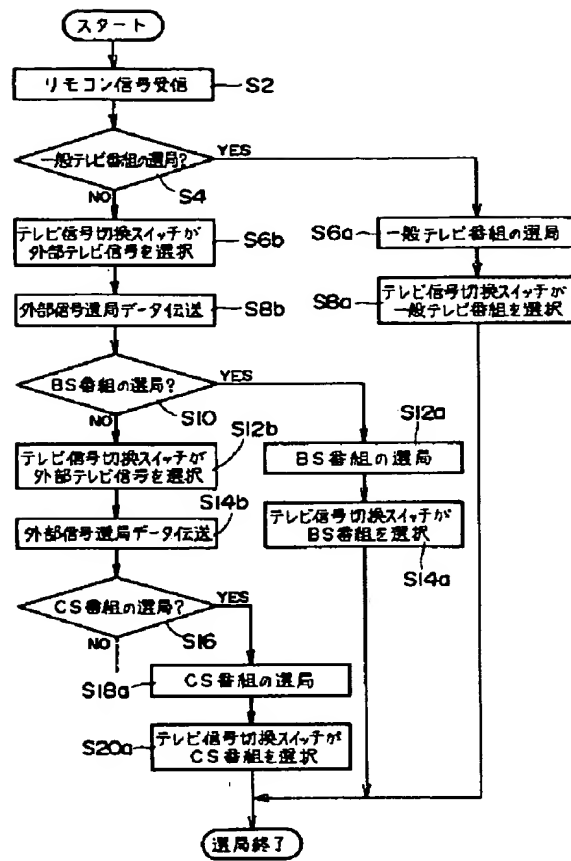 スタート
リモコン信号受信
S2
一般テレビ番組の選局?
YES
NO
S4
テレビ信号切換スイッチが
外部テレビ信号を選択
S6b
S6a
一般テレビ番組の選局
外部信号選局データ伝送
S8b
S8a
テレビ信号切換スイッチが
一般テレビ番組を選択
BS番組の選局?
YES
NO
S10
S12b
テレビ信号切換スイッチが
外部テレビ信号を選択
S12a
BS番組の選局
S14b
外部信号選局データ伝送
テレビ信号切換スイッチが
BS番組を選択
S14a
CS番組の選局?
YES
NO
S16
S18a
CS番組の選局
S20a
テレビ信号切換スイッチが
CS番組を選択
選局終了